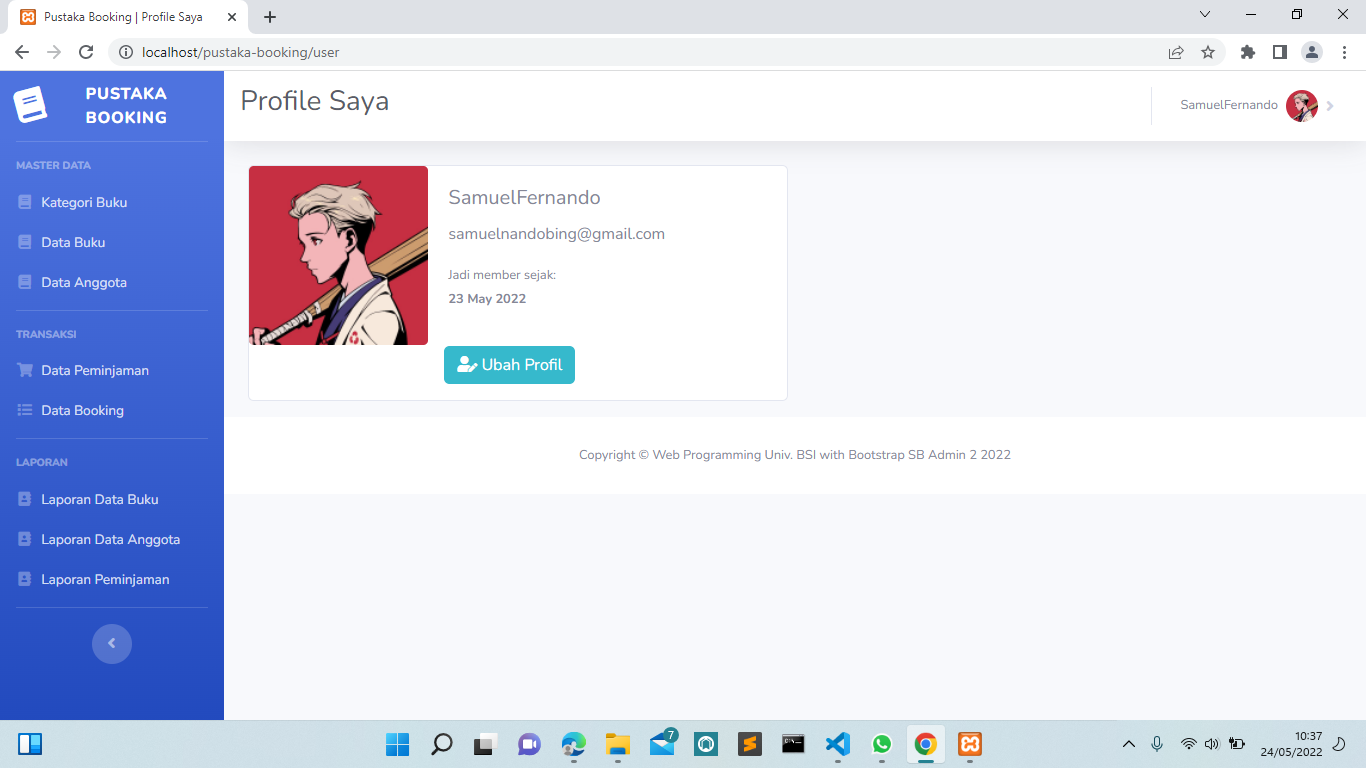 Pustaka Booking | Profile Saya
localhost/pustaka-booking/user
PUSTAKA
BOOKING
MASTER DATA
Kategori Buku
Data Buku
Data Anggota
TRANSAKSI
Data Peminjaman
Data Booking
LAPORAN
Laporan Data Buku
Laporan Data Anggota
Laporan Peminjaman
Profile Saya
SamuelFernando
SamuelFernando
samuelnandobing@gmail.com
Jadi member sejak:
23 May 2022
Ubah Profil
Copyright © Web Programming Univ. BSI with Bootstrap SB Admin 2 2022
7
10:37
24/05/2022